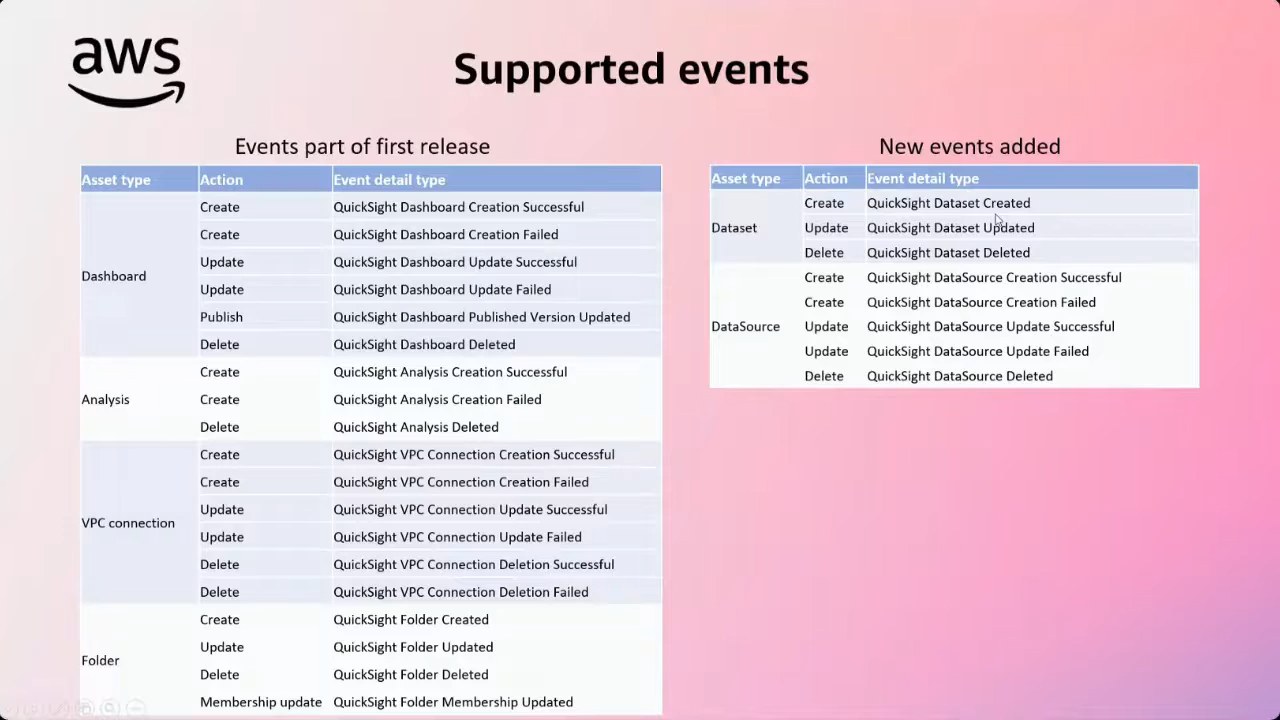 aws
Supported events
Events part of first release
Asset type Action Event detail type
Dashboard
Create QuickSight Dashboard Creation Successful
Create QuickSight Dashboard Creation Failed
Update QuickSight Dashboard Update Successful
Update QuickSight Dashboard Update Failed
Publish QuickSight Dashboard Published Version Updated
Delete QuickSight Dashboard Deleted
Analysis
Create QuickSight Analysis Creation Successful
Create QuickSight Analysis Creation Failed
Delete QuickSight Analysis Deleted
VPC connection
Create QuickSight VPC Connection Creation Successful
Create QuickSight VPC Connection Creation Failed
Update QuickSight VPC Connection Update Successful
Update QuickSight VPC Connection Update Failed
Delete QuickSight VPC Connection Deletion Successful
Delete QuickSight VPC Connection Deletion Failed
Folder
Create QuickSight Folder Created
Update QuickSight Folder Updated
Delete QuickSight Folder Deleted
Membership update QuickSight Folder Membership Updated
New events added
Asset type Action Event detail type
Dataset
Create QuickSight Dataset Created
Update QuickSight Dataset Updated
Delete QuickSight Dataset Deleted
DataSource
Create QuickSight DataSource Creation Successful
Create QuickSight DataSource Creation Failed
Update QuickSight DataSource Update Successful
Update QuickSight DataSource Update Failed
Delete QuickSight DataSource Deleted